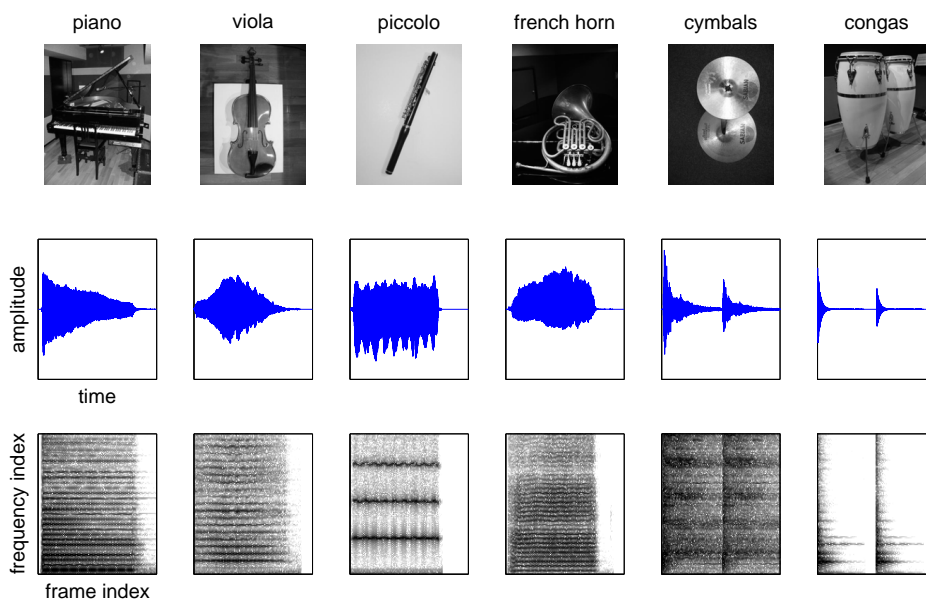 piano viola piccolo french horn cymbals congas
amplitude
time
frequency index
frame index